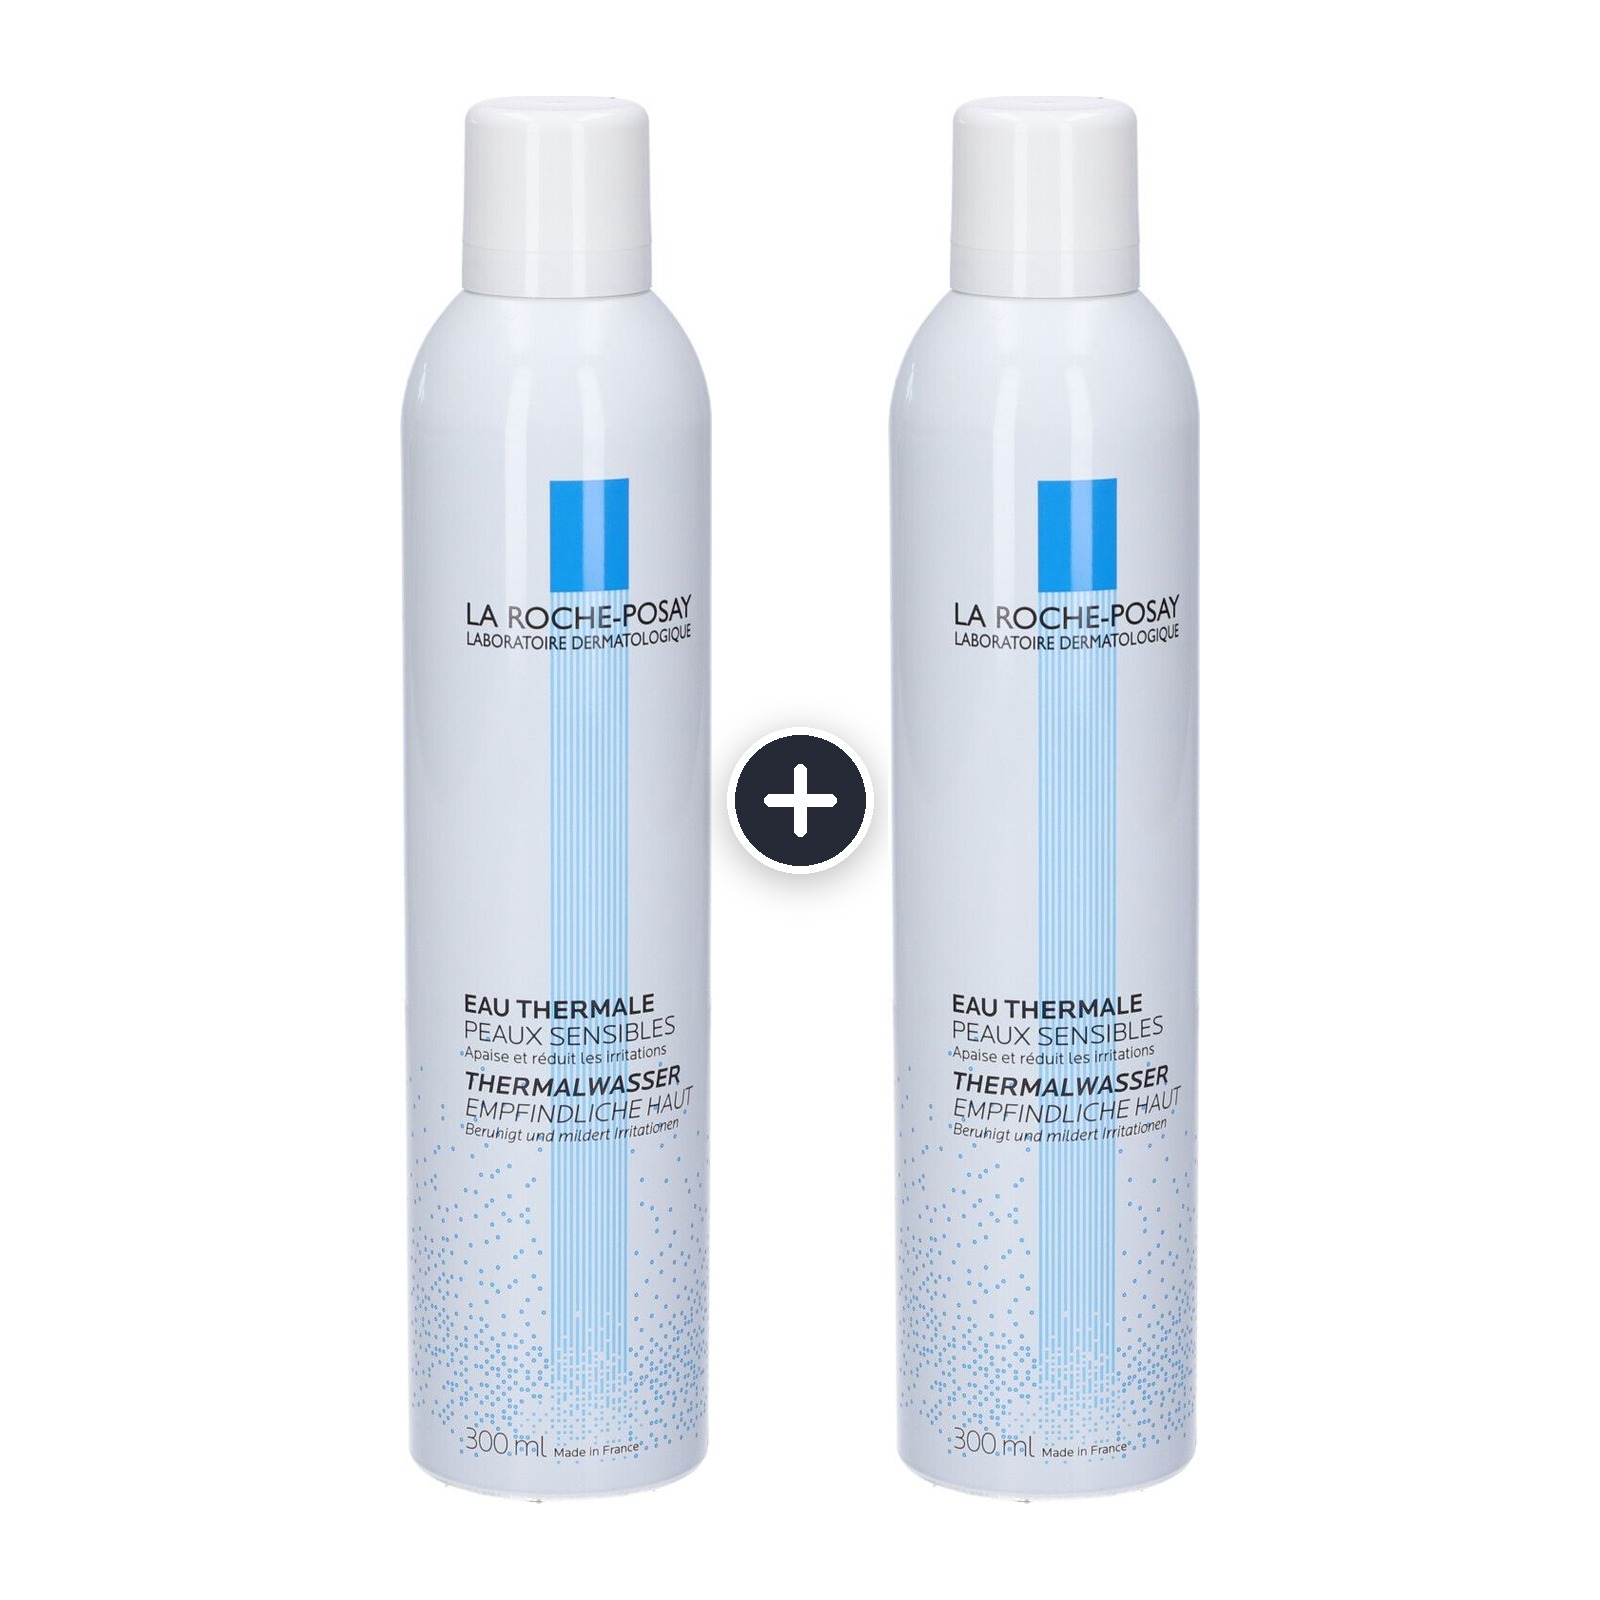 LA ROCHE-POSAY
LABORATOIRE DERMATOLOGIQUE
EAU THERMALE
PEAUX SENSIBLES
Apaise et réduit les irritations
THERMALWASSER
EMPFINDLICHE HAUT
Beruhigt und mildert Irritationen
300 ml Made in France
LA ROCHE-POSAY
LABORATOIRE DERMATOLOGIQUE
EAU THERMALE
PEAUX SENSIBLES
Apaise et réduit les irritations
THERMALWASSER
EMPFINDLICHE HAUT
Beruhigt und mildert Irritationen
300 ml Made in France